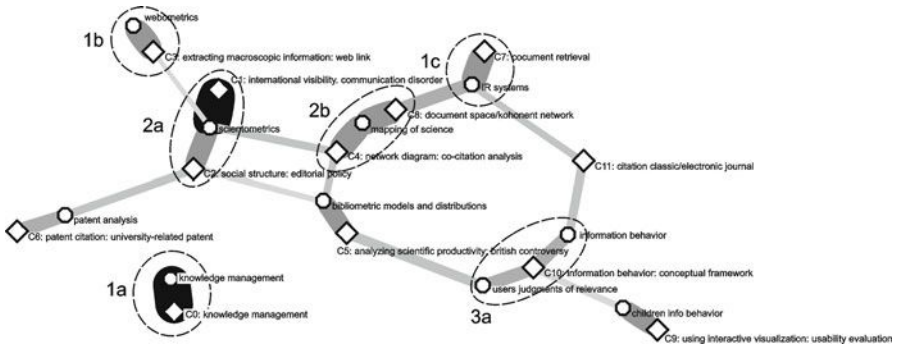 webometrics
1b
C3: extracting macroscopic information: web link
1c
C7: pocument retrieval
C1: international visibility, communication disorder
IR systems
2a
2b
C8: document space/kohonent network
mapping of science
scientometrics
C4: network diagram: co-citation analysis
C11: citation classic/electronic journal
C2: social structure: editorial policy
bibliometric models and distributions
patent analysis
C6: patent citation: university-related patent
information behavior
C5: analyzing scientific productivity: british controversy
1a
knowledge management
C10: information behavior: conceptual framework
users judgments of relevance
3a
C0: knowledge management
children info behavior
C9: using interactive visualization: usability evaluation